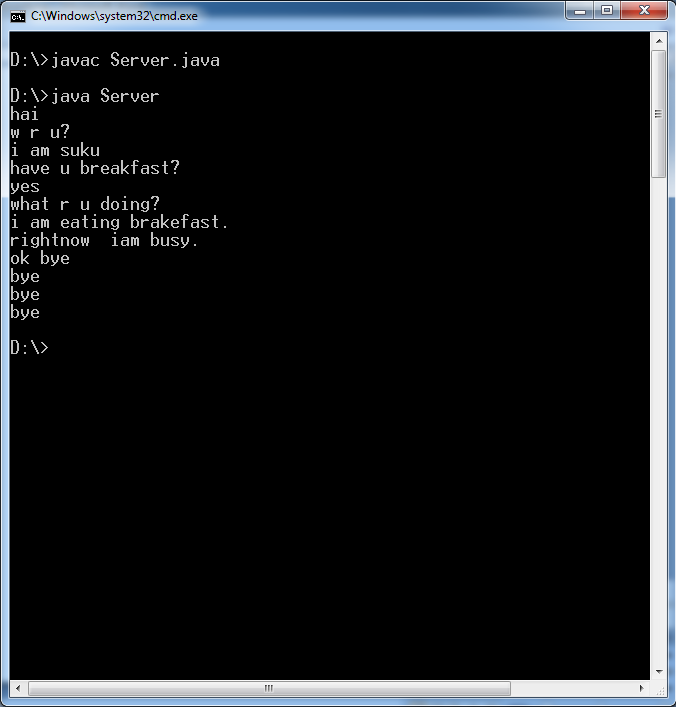 C:\Windows\system32\cmd.exe
D:\>javac Server.java
D:\>java Server
hai
w r u?
i am suku
have u breakfast?
yes
what r u doing?
i am eating brakefast.
rightnow  iam busy.
ok bye
bye
bye
bye
D:\>